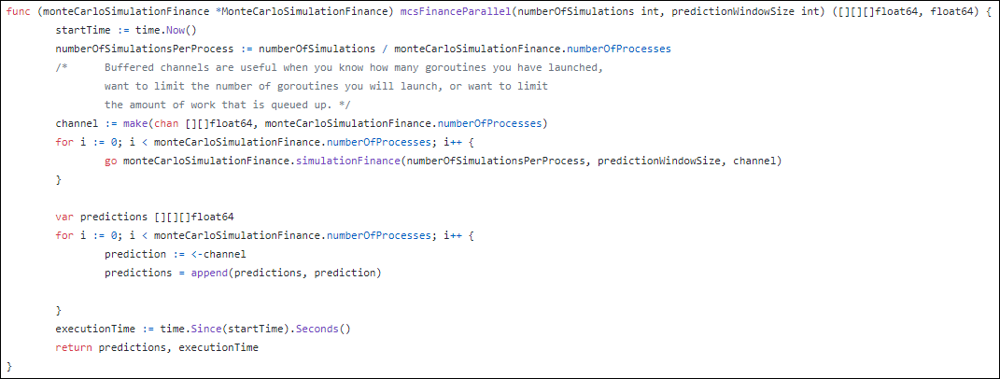 func (monteCarloSimulationFinance *MonteCarloSimulationFinance) mcsFinanceParallel(numberOfSimulations int, predictionWindowSize int) ([][][]float64, float64) {
startTime := time.Now()
numberOfSimulationsPerProcess := numberOfSimulations / monteCarloSimulationFinance.numberOfProcesses
/* Buffered channels are useful when you know how many goroutines you have launched,
want to limit the number of goroutines you will launch, or want to limit
the amount of work that is queued up. */
channel := make(chan [][]float64, monteCarloSimulationFinance.numberOfProcesses)
for i := 0; i < monteCarloSimulationFinance.numberOfProcesses; i++ {
go monteCarloSimulationFinance.simulationFinance(numberOfSimulationsPerProcess, predictionWindowSize, channel)
}
var predictions [][][]float64
for i := 0; i < monteCarloSimulationFinance.numberOfProcesses; i++ {
prediction := <-channel
predictions = append(predictions, prediction)
}
executionTime := time.Since(startTime).Seconds()
return predictions, executionTime
}